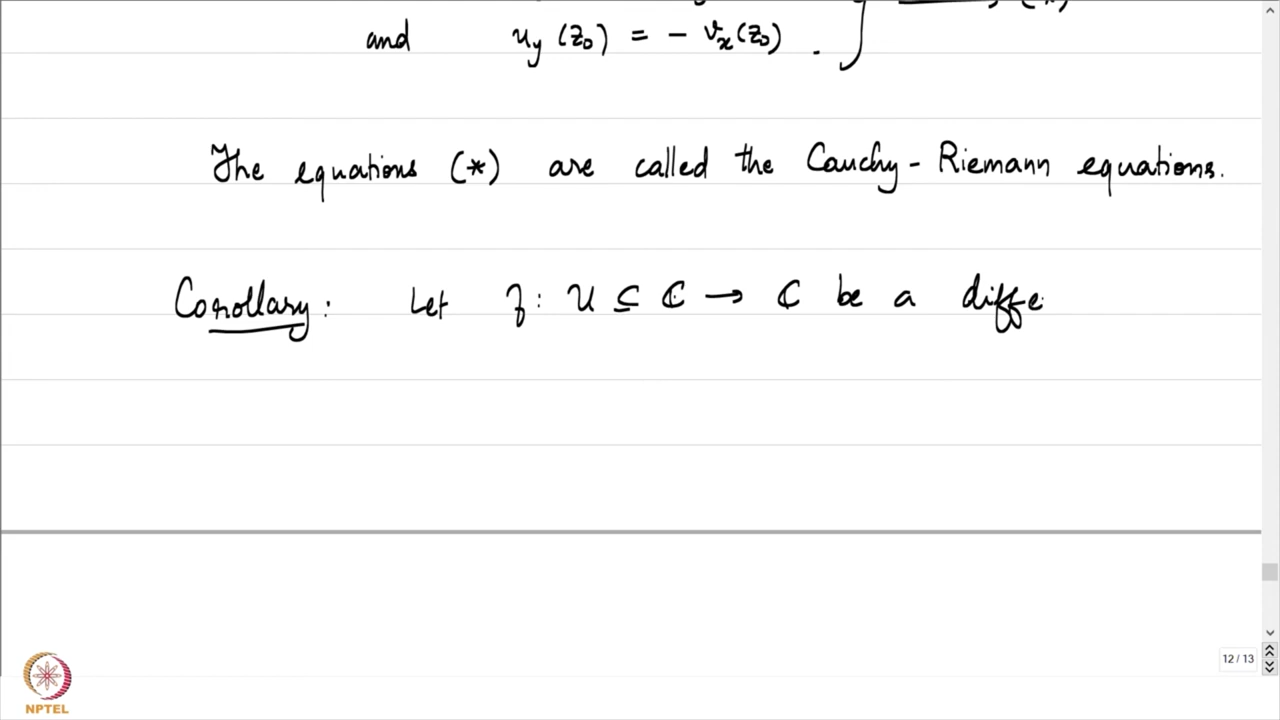 and u_y (z_0) = - v_x (z_0) .
The equations (*) are called the Cauchy - Riemann equations.
Corollary : Let f : U ⊆ ℂ → ℂ be a diffe
12 / 13
NPTEL